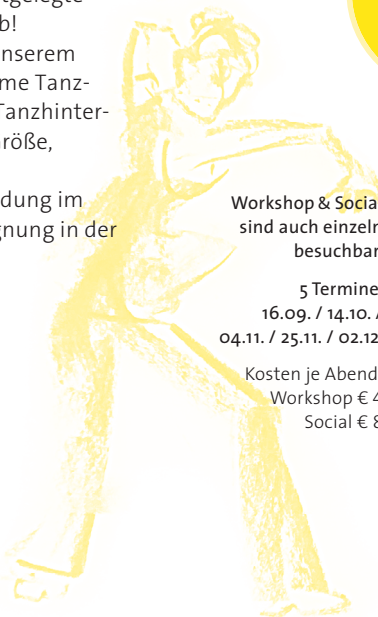 tgelegte
b!
nserem
me Tanz-
Tanzhinter-
röße,
dung im
gnung in der
Workshop & Social
sind auch einzeln
besuchbar
5 Termine
16.09. / 14.10. /
04.11. / 25.11. / 02.12
Kosten je Abend
Workshop € 4
Social € 8